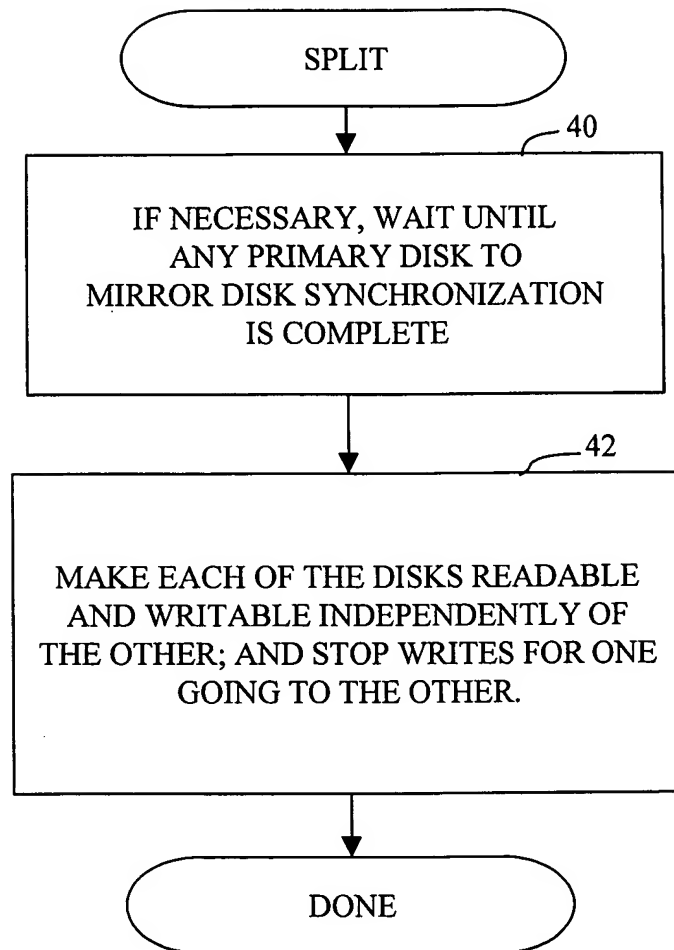 SPLIT
40
IF NECESSARY, WAIT UNTIL
ANY PRIMARY DISK TO
MIRROR DISK SYNCHRONIZATION
IS COMPLETE
42
MAKE EACH OF THE DISKS READABLE
AND WRITABLE INDEPENDENTLY OF
THE OTHER; AND STOP WRITES FOR ONE
GOING TO THE OTHER.
DONE